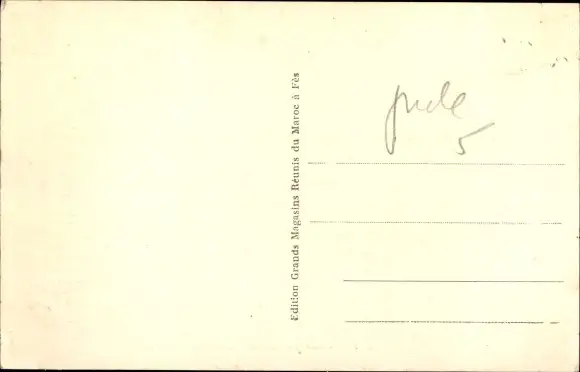 Edition Grands Magasins Réunis du Maroc à Fès
5